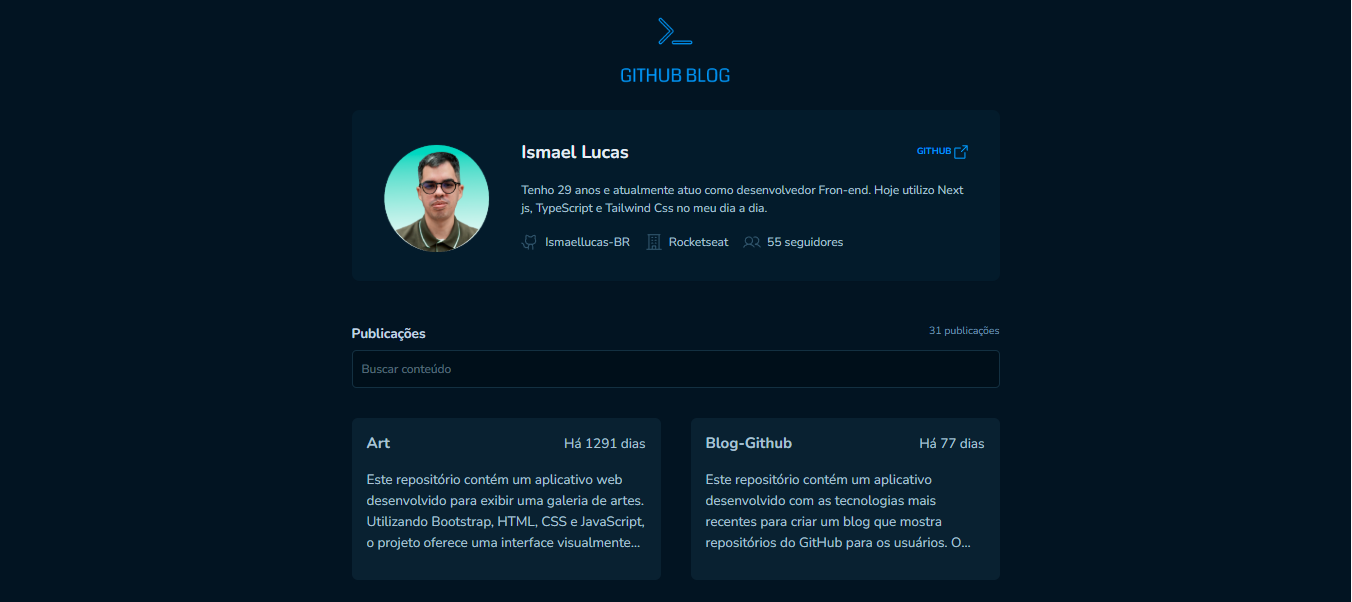 GITHUB BLOG
Ismael Lucas
GITHUB
Tenho 29 anos e atualmente atuo como desenvolvedor Fron-end. Hoje utilizo Next
js, TypeScript e Tailwind Css no meu dia a dia.
Ismaellucas-BR Rocketseat 55 seguidores
Publicações
31 publicações
Buscar conteúdo
Art
Há 1291 dias
Este repositório contém um aplicativo web
desenvolvido para exibir uma galeria de artes.
Utilizando Bootstrap, HTML, CSS e JavaScript,
o projeto oferece uma interface visualmente...
Blog-Github
Há 77 dias
Este repositório contém um aplicativo
desenvolvido com as tecnologias mais
recentes para criar um blog que mostra
repositórios do GitHub para os usuários. O...